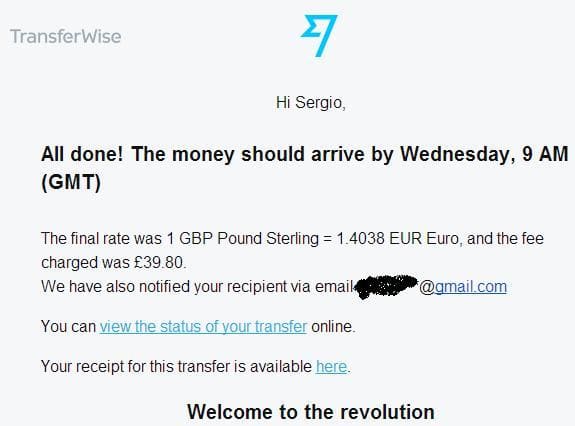 TransferWise
Hi Sergio,
All done! The money should arrive by Wednesday, 9 AM
(GMT)
The final rate was 1 GBP Pound Sterling = 1.4038 EUR Euro, and the fee
charged was £39.80.
We have also notified your recipient via email @gmail.com
You can view the status of your transfer online.
Your receipt for this transfer is available here.
Welcome to the revolution